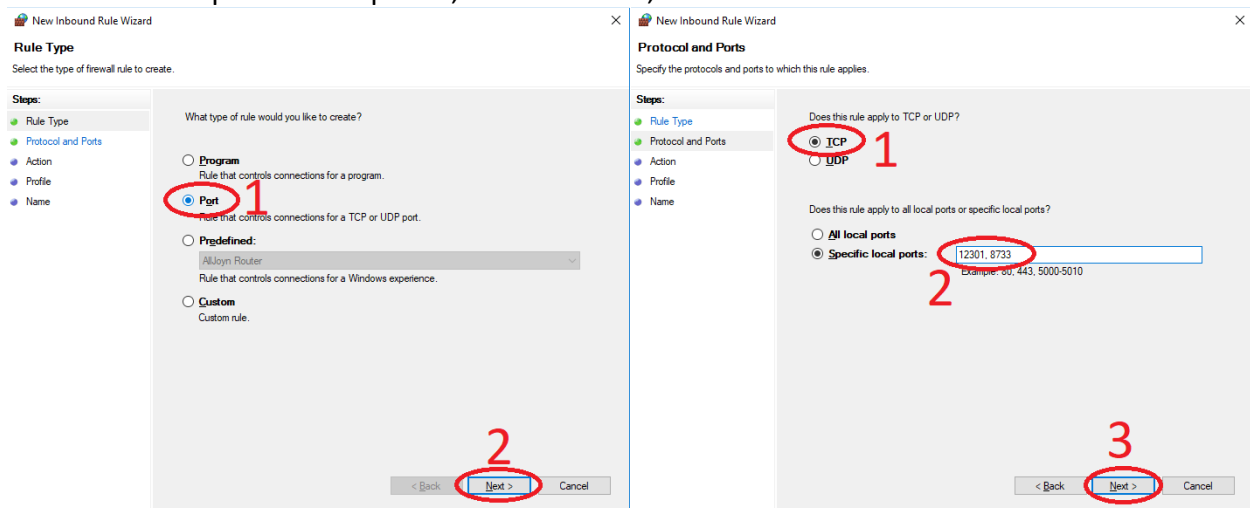 New Inbound Rule Wizard
Rule Type
Select the type of firewall rule to create.
Steps:
Rule Type
Protocol and Ports
Action
Profile
Name
What type of rule would you like to create?
Program
Rule that controls connections for a program.
Port
1
Rule that controls connections for a TCP or UDP port.
Predefined:
AllJoyn Router
Rule that controls connections for a Windows experience.
Custom
Custom rule.
2
< Back
Next >
Cancel
New Inbound Rule Wizard
Protocol and Ports
Specify the protocols and ports to which this rule applies.
Steps:
Rule Type
Protocol and Ports
Action
Profile
Name
Does this rule apply to TCP or UDP?
TCP
1
UDP
Does this rule apply to all local ports or specific local ports?
All local ports
Specific local ports:
12301, 8733
Example: 80, 443, 5000-5010
2
3
< Back
Next >
Cancel